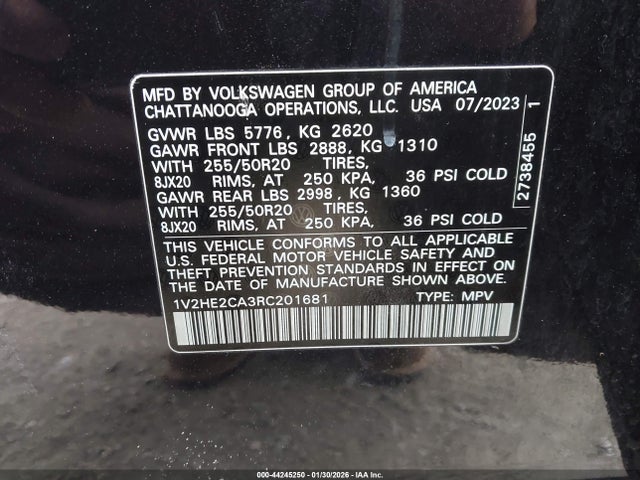 MFD BY VOLKSWAGEN GROUP OF AMERICA
CHATTANOOGA OPERATIONS, LLC. USA 07/2023
GVWR LBS 5776, KG 2620
GAWR FRONT LBS 2888, KG 1310
WITH 255/50R20 TIRES,
8JX20 RIMS, AT 250 KPA, 36 PSI COLD
GAWR REAR LBS 2998, KG 1360
WITH 255/50R20 TIRES,
8JX20 RIMS, AT 250 KPA, 36 PSI COLD
THIS VEHICLE CONFORMS TO ALL APPLICABLE
U.S. FEDERAL MOTOR VEHICLE SAFETY AND
THEFT PREVENTION STANDARDS IN EFFECT ON
THE DATE OF MANUFACTURE SHOWN ABOVE.
1V2HE2CA3RC201681 TYPE: MPV
2738455 1
000-44245250 - 01/30/2026 - IAA Inc.